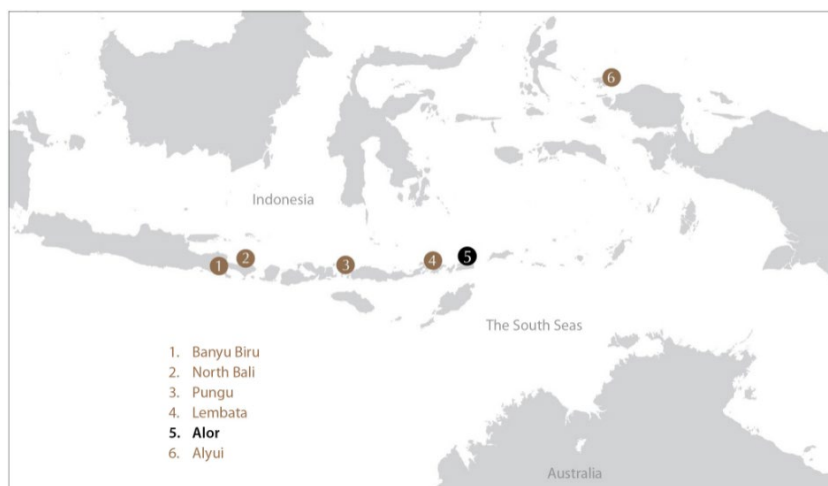 6
Indonesia
1
2
3
4
5
The South Seas
1. Banyu Biru
2. North Bali
3. Pungu
4. Lembata
5. Alor
6. Alyui
Australia